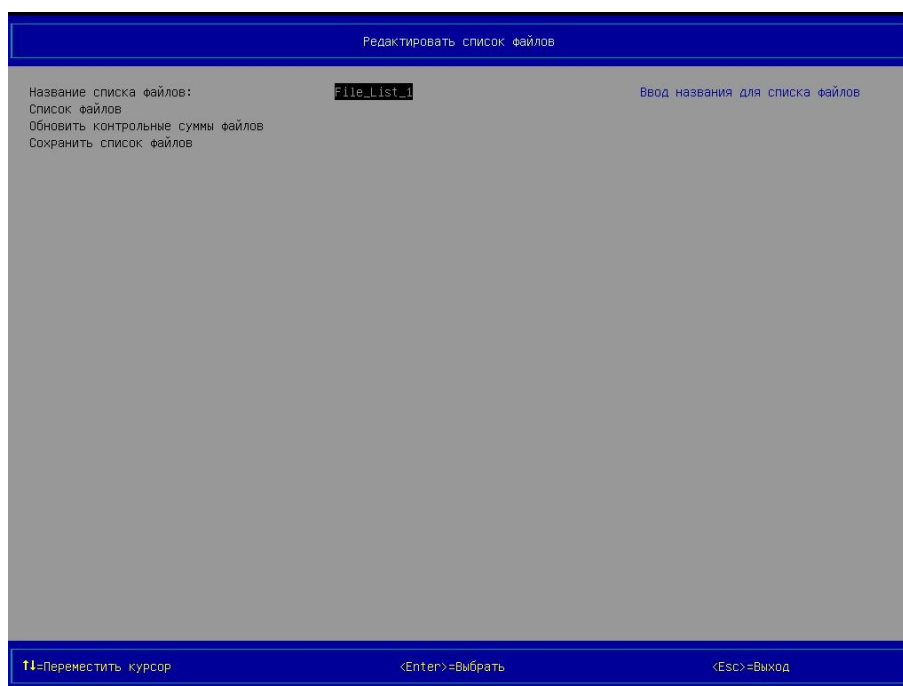 Редактировать список файлов
Название списка файлов: File_List_1 Ввод названия для списка файлов
Список файлов
Обновить контрольные суммы файлов
Сохранить список файлов
↑↓=Переместить курсор <Enter>=Выбрать <Esc>=Выход